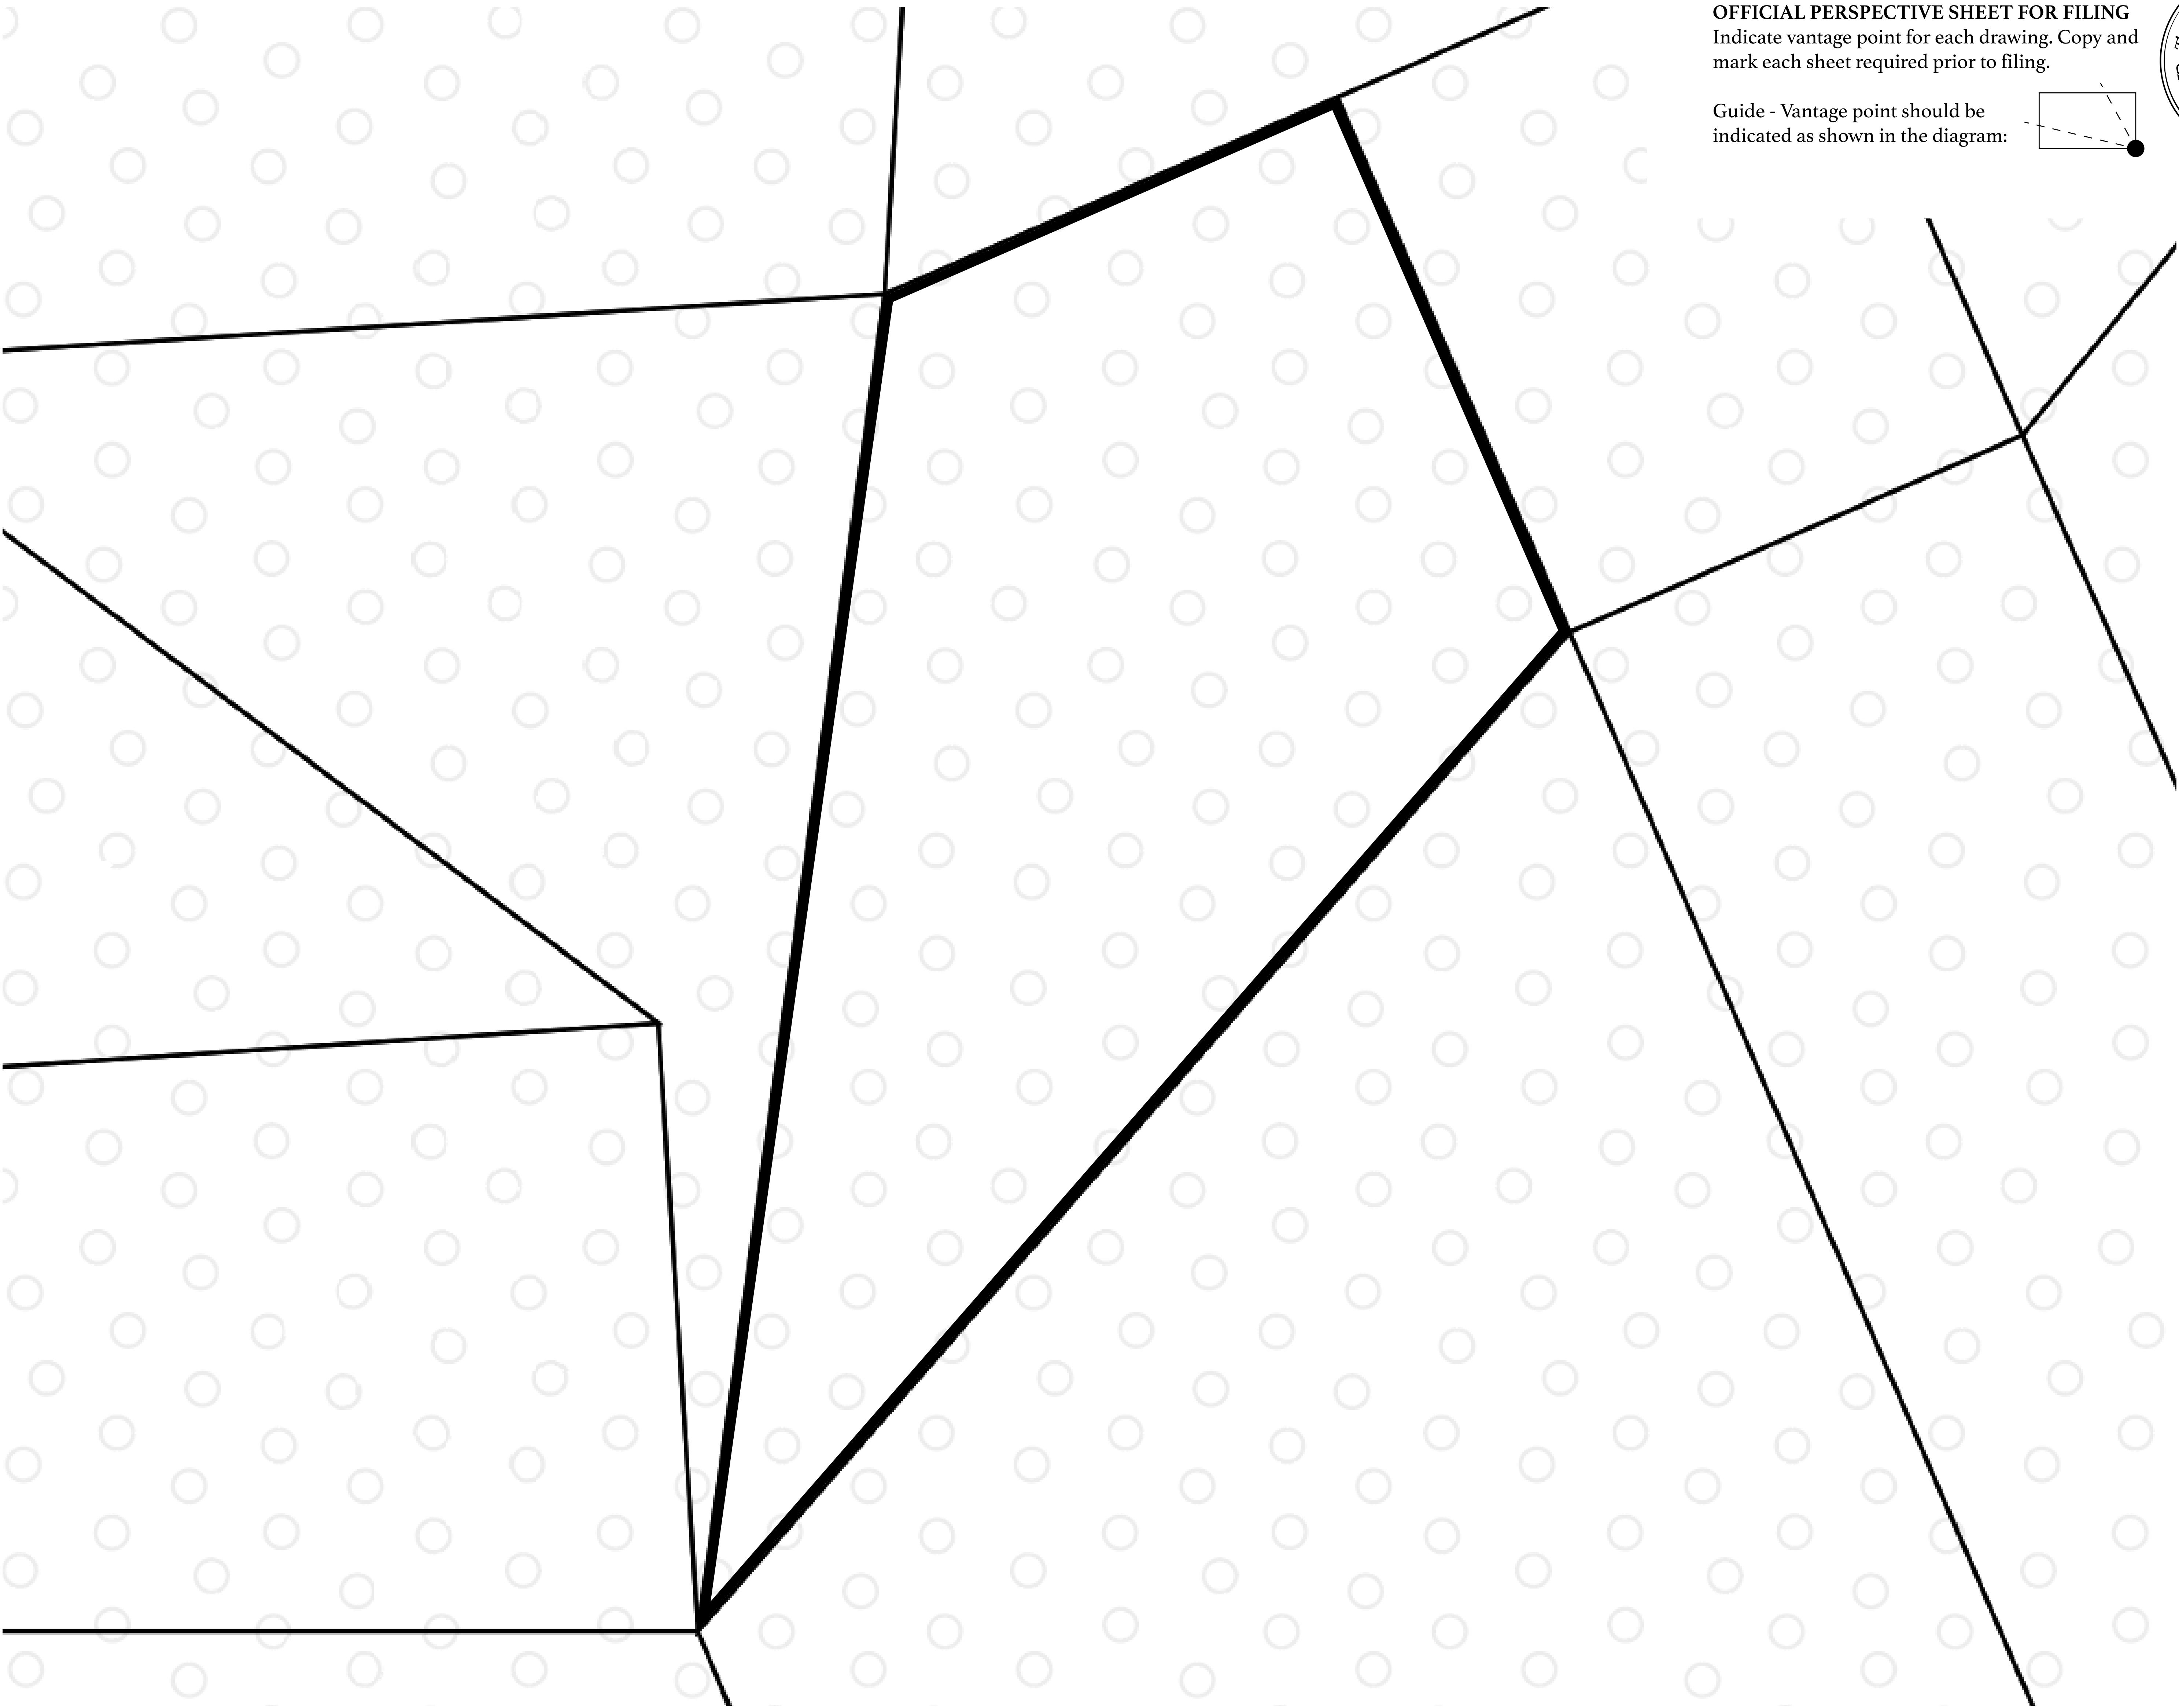 OFFICIAL PERSPECTIVE SHEET FOR FILING
Indicate vantage point for each drawing. Copy and
mark each sheet required prior to filing.
Guide - Vantage point should be
indicated as shown in the diagram: